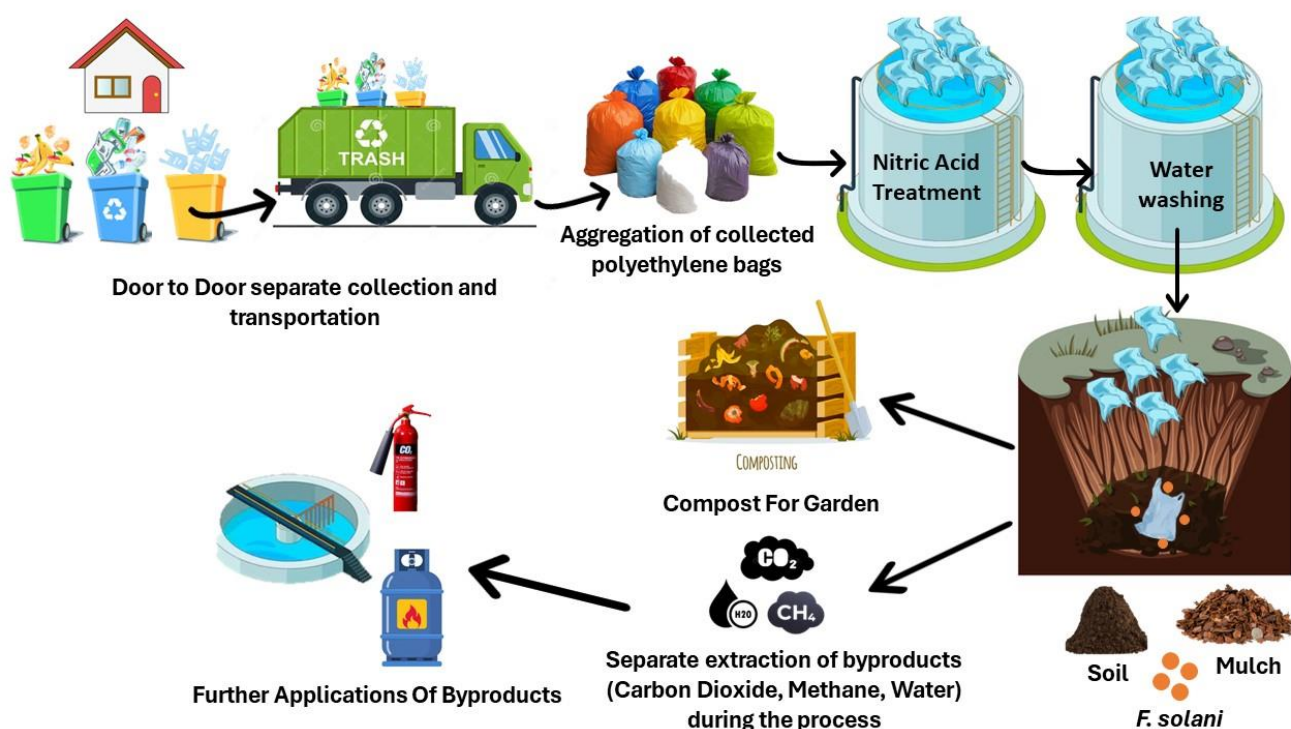 TRASH
Door to Door separate collection and
transportation
Aggregation of collected
polyethylene bags
Nitric Acid
Treatment
Water
washing
COMPOSTING
Compost For Garden
CO₂
CO₂
H20
CH₄
Separate extraction of byproducts
(Carbon Dioxide, Methane, Water)
during the process
Further Applications Of Byproducts
Soil
Mulch
F. solani